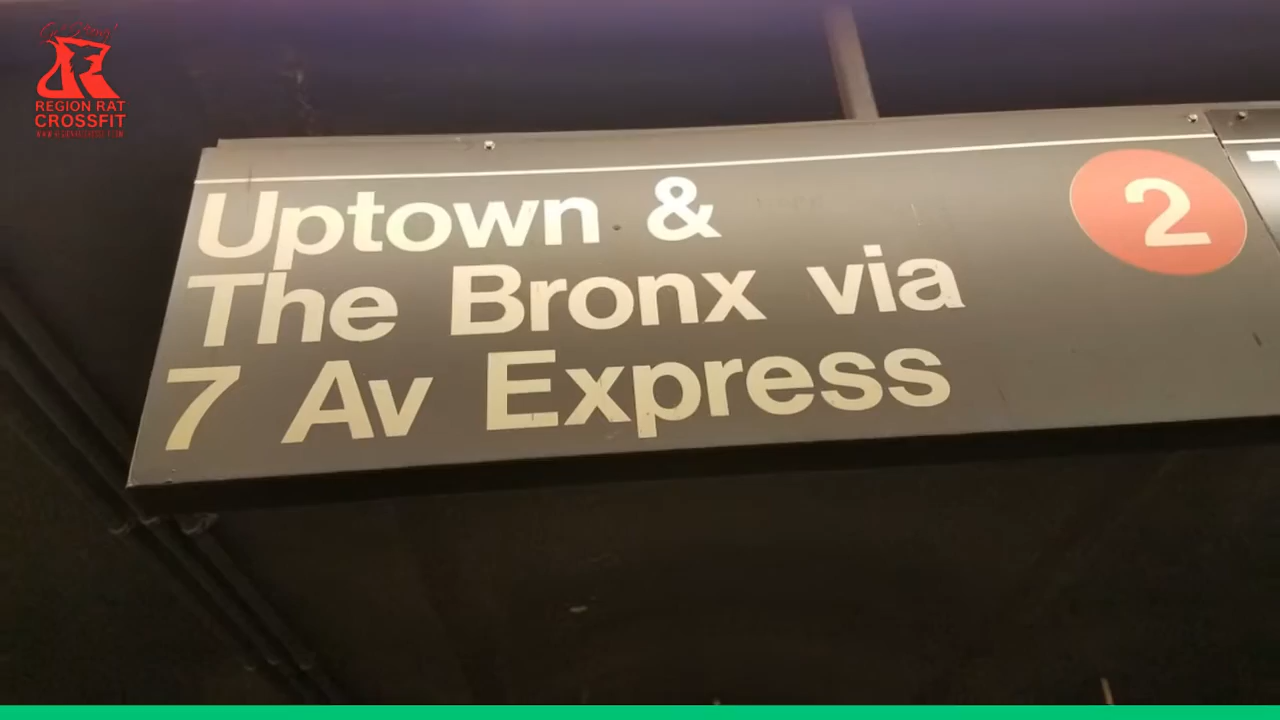 REGION RAT
CROSSFIT
Uptown &
The Bronx via
7 Av Express
2